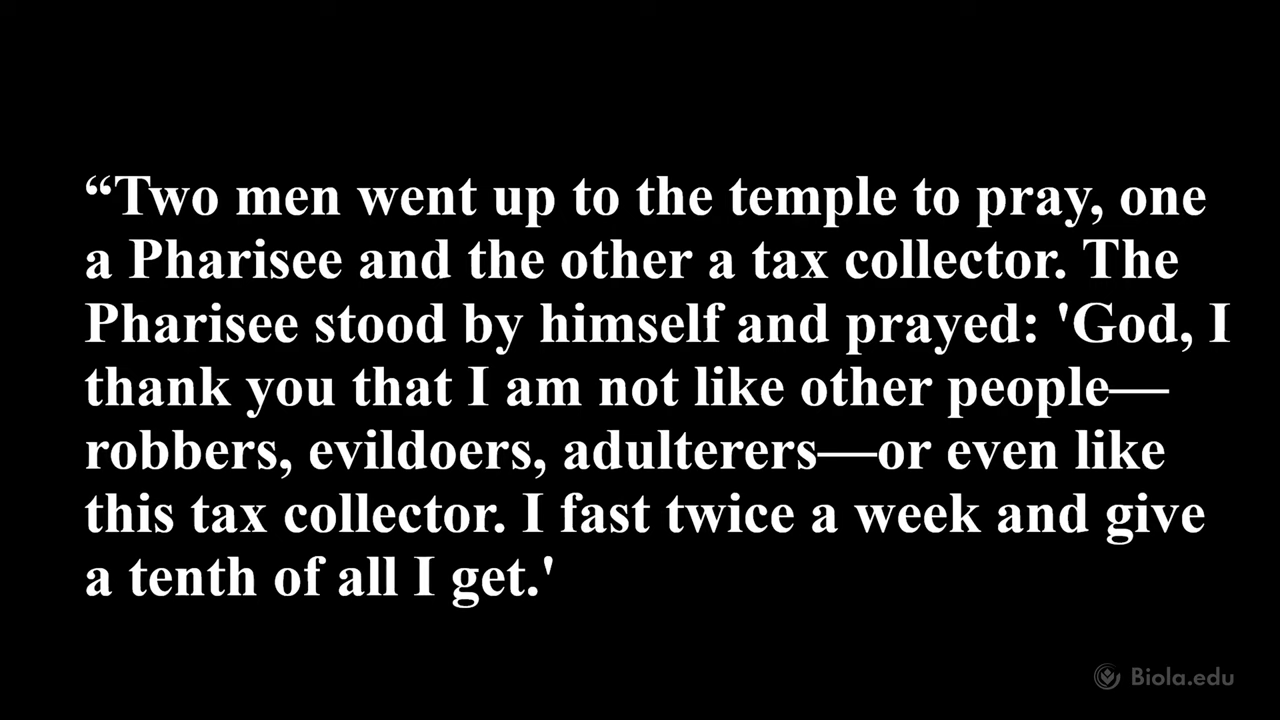 “Two men went up to the temple to pray, one
a Pharisee and the other a tax collector. The
Pharisee stood by himself and prayed: 'God, I
thank you that I am not like other people—
robbers, evildoers, adulterers—or even like
this tax collector. I fast twice a week and give
a tenth of all I get.'
Biola.edu